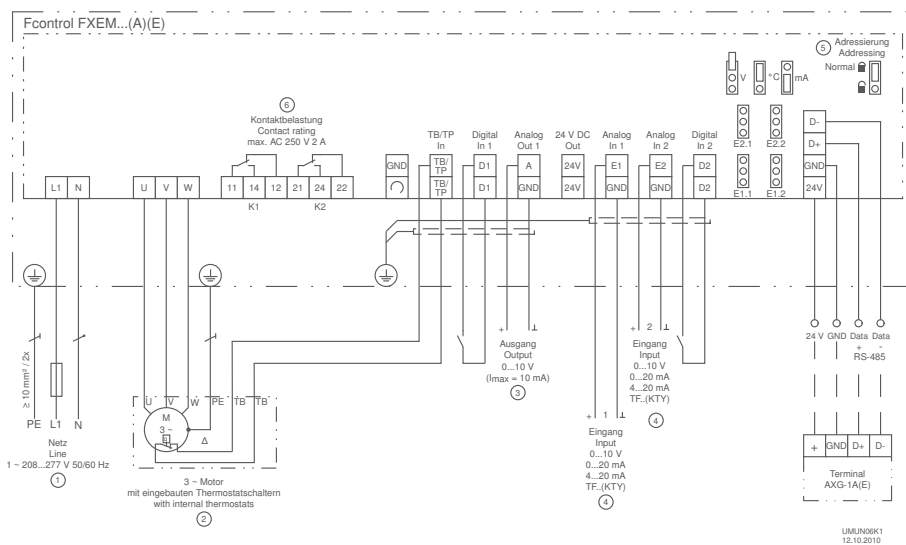 Fcontrol FXEM...(A)(E)
5
Adressierung
Addressing
Normal
V
°C
mA
6
Kontaktbelastung
Contact rating
max. AC 250 V 2 A
E2.1
E2.2
E1.1
E1.2
TB/TP
In
Digital
In 1
Analog
Out 1
24 V DC
Out
Analog
In 1
Analog
In 2
Digital
In 2
L1 N
U V W
11 14 12 21 24 22
K1
K2
GND
TB/
TP
TB/
TP
D1
D1
A
GND
24V
24V
E1
GND
E2
GND
D2
D2
D-
D+
GND
24V
≥ 10 mm² / 2x
PE L1 N
Netz
Line
1 ~ 208...277 V 50/60 Hz
1
U V W PE TB TB
M
3 ~
ϑ
Δ
3 ~ Motor
mit eingebauten Thermostatschaltern
with internal thermostats
2
+ ⊥
Ausgang
Output
0...10 V
(Imax = 10 mA)
3
+ 1 ⊥
Eingang
Input
0...10 V
0...20 mA
4...20 mA
TF..(KTY)
4
+ 2 ⊥
Eingang
Input
0...10 V
0...20 mA
4...20 mA
TF..(KTY)
4
24 V GND Data Data
+ -
RS-485
+ GND D+ D-
Terminal
AXG-1A(E)
UMUN06K1
12.10.2010